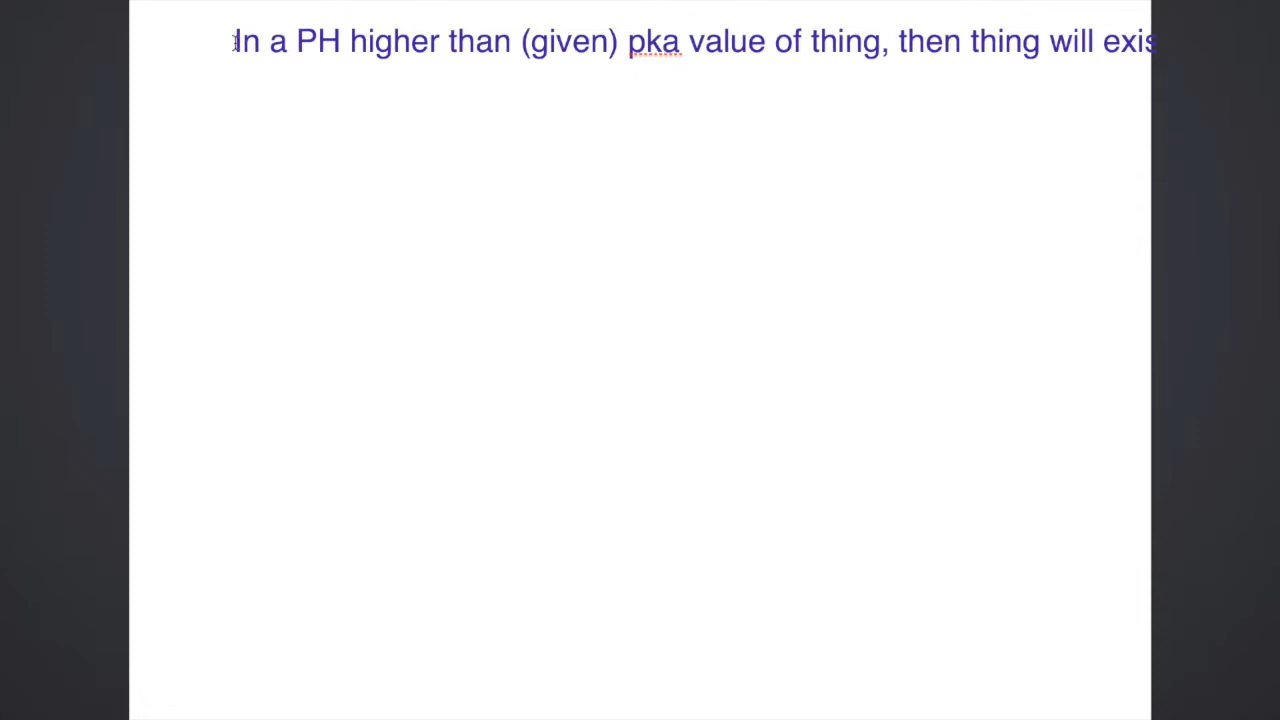 In a PH higher than (given) pka value of thing, then thing will exis